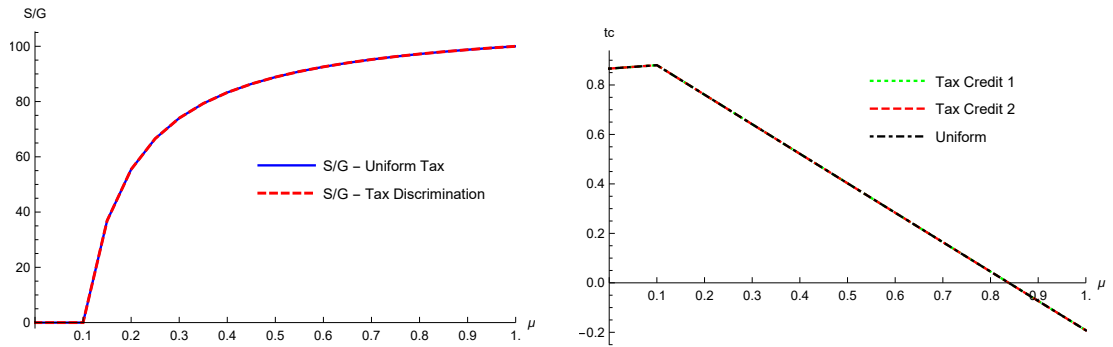 S/G
100
80
60
40
20
0
0.1 0.2 0.3 0.4 0.5 0.6 0.7 0.8 0.9 1. μ
S/G − Uniform Tax
S/G − Tax Discrimination
tc
0.8
0.6
0.4
0.2
0.0
−0.2
0.1 0.2 0.3 0.4 0.5 0.6 0.7 0.8 0.9 1. μ
Tax Credit 1
Tax Credit 2
Uniform